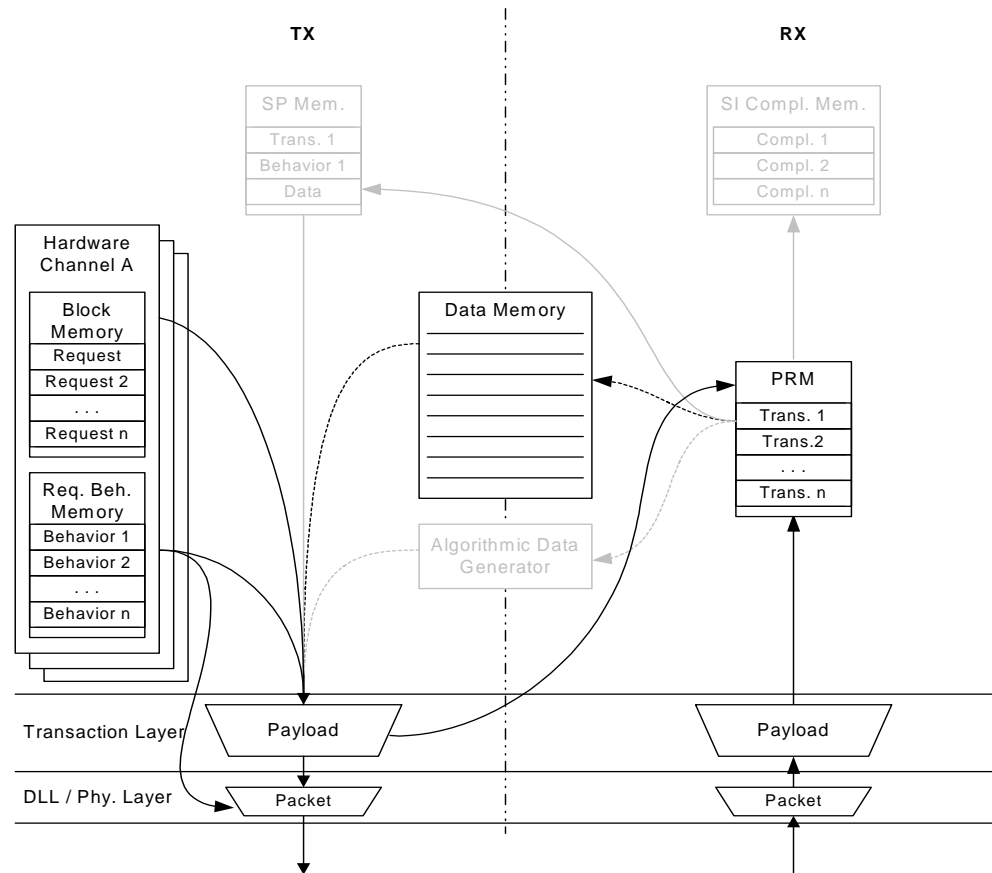 TX
RX
SP Mem.
Trans. 1
Behavior 1
Data
SI Compl. Mem.
Compl. 1
Compl. 2
Compl. n
Hardware
Channel A
Block
Memory
Request
Request 2
. . .
Request n
Req. Beh.
Memory
Behavior 1
Behavior 2
. . .
Behavior n
Data Memory
Algorithmic Data
Generator
PRM
Trans. 1
Trans.2
. . .
Trans. n
Transaction Layer
Payload
Payload
DLL / Phy. Layer
Packet
Packet